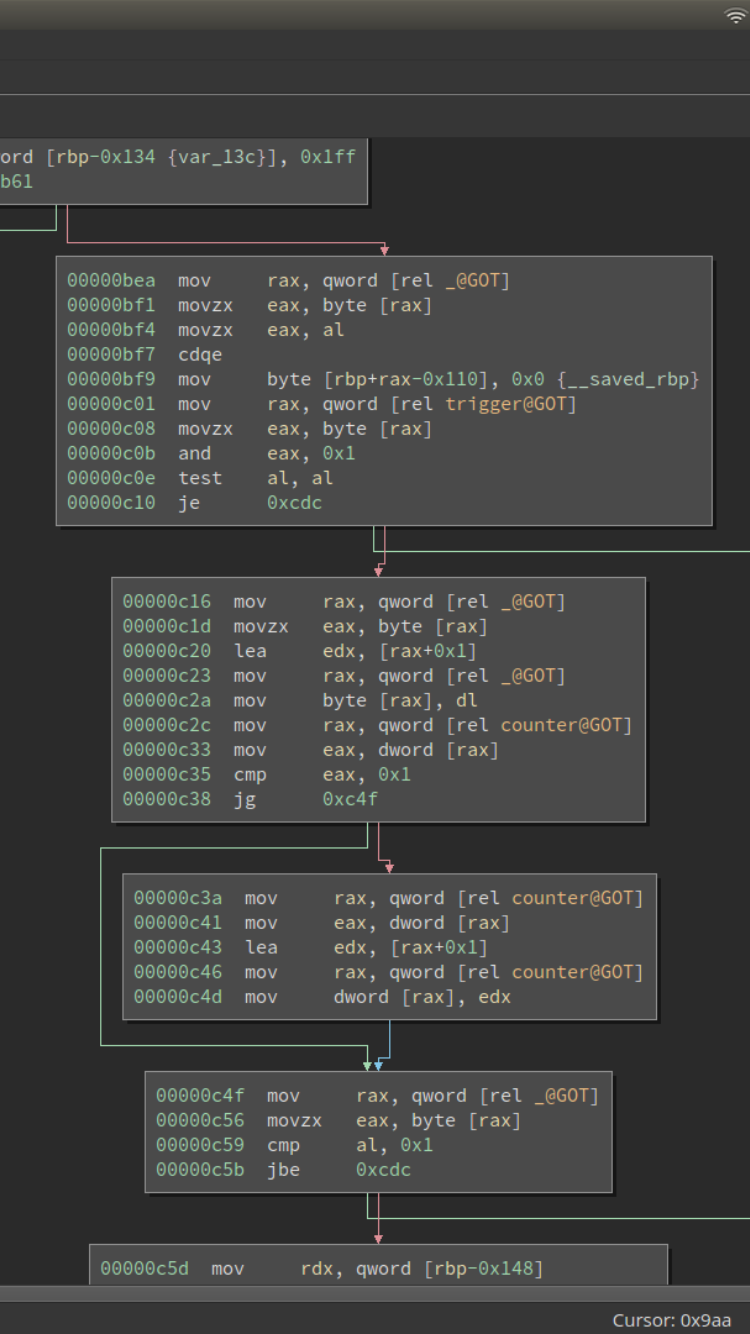 ord [rbp-0x134 {var_13c}], 0x1ff
b61
00000bea mov rax, qword [rel _@GOT]
00000bf1 movzx eax, byte [rax]
00000bf4 movzx eax, al
00000bf7 cdqe
00000bf9 mov byte [rbp+rax-0x110], 0x0 {__saved_rbp}
00000c01 mov rax, qword [rel trigger@GOT]
00000c08 movzx eax, byte [rax]
00000c0b and eax, 0x1
00000c0e test al, al
00000c10 je 0xcdc
00000c16 mov rax, qword [rel _@GOT]
00000c1d movzx eax, byte [rax]
00000c20 lea edx, [rax+0x1]
00000c23 mov rax, qword [rel _@GOT]
00000c2a mov byte [rax], dl
00000c2c mov rax, qword [rel counter@GOT]
00000c33 mov eax, dword [rax]
00000c35 cmp eax, 0x1
00000c38 jg 0xc4f
00000c3a mov rax, qword [rel counter@GOT]
00000c41 mov eax, dword [rax]
00000c43 lea edx, [rax+0x1]
00000c46 mov rax, qword [rel counter@GOT]
00000c4d mov dword [rax], edx
00000c4f mov rax, qword [rel _@GOT]
00000c56 movzx eax, byte [rax]
00000c59 cmp al, 0x1
00000c5b jbe 0xcdc
00000c5d mov rdx, qword [rbp-0x148]
Cursor: 0x9aa